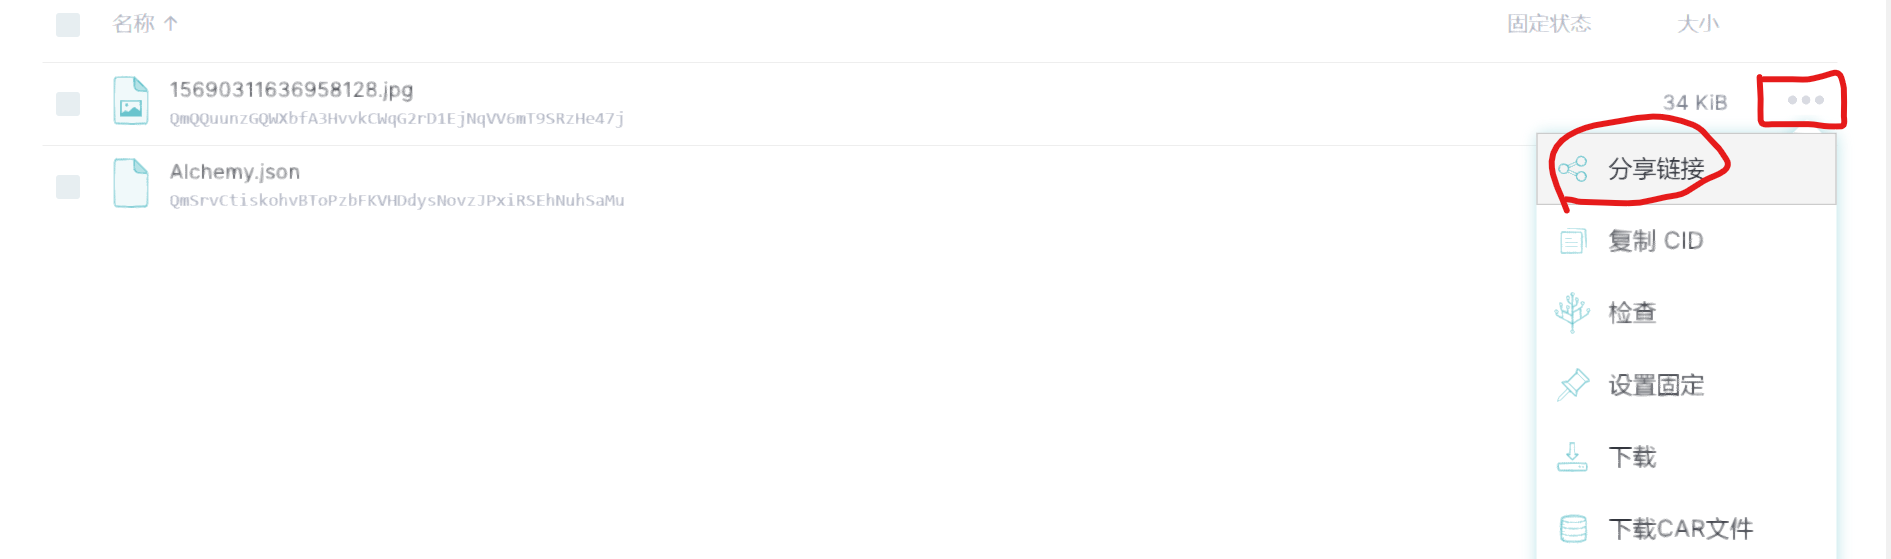 名称 ↑ 固定状态 大小
15690311636958128.jpg
QmQQuunzGQWXbfA3HvvkCWqG2rD1EjNqVV6mT9SRzHe47j
34 KiB
Alchemy.json
QmSrvCtiskohvBToPzbFKVHDdysNovzJPxiRSEhNuhSaMu
分享链接
复制 CID
检查
设置固定
下载
下载CAR文件